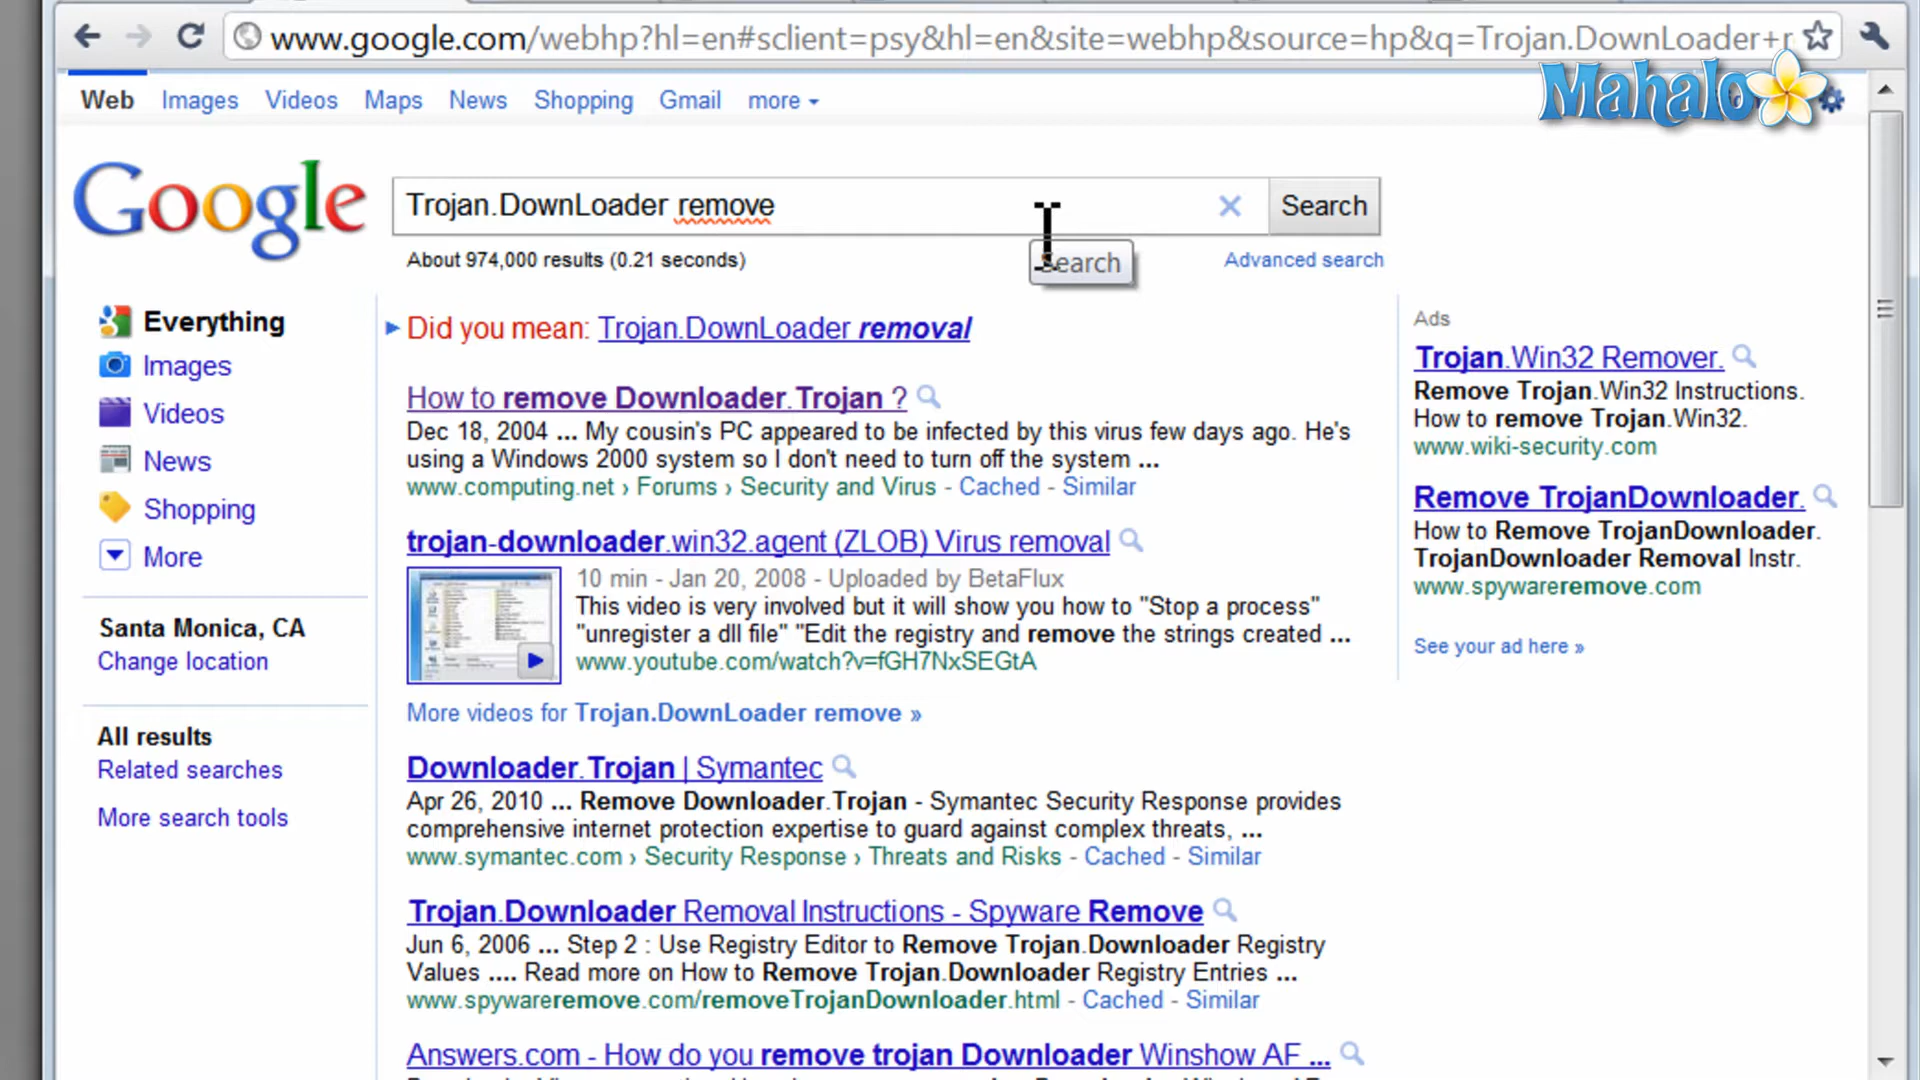 www.google.com/webhp?hl=en#sclient=psy&hl=en&site=webhp&source=hp&q=Trojan.DownLoader+r
Web Images Videos Maps News Shopping Gmail more
Mahalo
Google
Trojan.DownLoader remove
Search
About 974,000 results (0.21 seconds)
Search
Advanced search
Everything
Images
Videos
News
Shopping
More
Santa Monica, CA
Change location
All results
Related searches
More search tools
Did you mean: Trojan.DownLoader removal
How to remove Downloader.Trojan ?
Dec 18, 2004 ... My cousin's PC appeared to be infected by this virus few days ago. He's
using a Windows 2000 system so I don't need to turn off the system ...
www.computing.net › Forums › Security and Virus - Cached - Similar
trojan-downloader.win32.agent (ZLOB) Virus removal
10 min - Jan 20, 2008 - Uploaded by BetaFlux
This video is very involved but it will show you how to "Stop a process"
"unregister a dll file" "Edit the registry and remove the strings created ...
www.youtube.com/watch?v=fGH7NxSEGtA
More videos for Trojan.DownLoader remove »
Downloader.Trojan | Symantec
Apr 26, 2010 ... Remove Downloader.Trojan - Symantec Security Response provides
comprehensive internet protection expertise to guard against complex threats, ...
www.symantec.com › Security Response › Threats and Risks - Cached - Similar
Trojan.Downloader Removal Instructions - Spyware Remove
Jun 6, 2006 ... Step 2 : Use Registry Editor to Remove Trojan.Downloader Registry
Values .... Read more on How to Remove Trojan.Downloader Registry Entries ...
www.spywareremove.com/removeTrojanDownloader.html - Cached - Similar
Answers.com - How do you remove trojan Downloader Winshow AF ...
Ads
Trojan.Win32 Remover.
Remove Trojan.Win32 Instructions.
How to remove Trojan.Win32.
www.wiki-security.com
Remove TrojanDownloader.
How to Remove TrojanDownloader.
TrojanDownloader Removal Instr.
www.spywareremove.com
See your ad here »